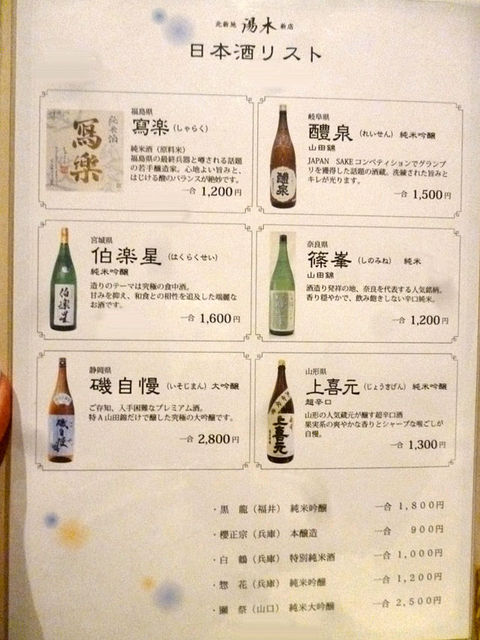 北新地 湯木 新店
日本酒リスト
福島県
寫楽（しゃらく）
純米酒（原料米）
福島県の最終兵器と噂される話題
の若手醸造家。心地よい旨みと、
はじける酸のバランスが絶妙です。
一合 1,200円
寫楽
純米酒
岐阜県
醴泉（れいせん） 純米吟醸
山田錦
JAPAN SAKEコンペティションでグランプ
リを獲得した話題の酒蔵。洗練された旨みと
キレが光ります。
一合 1,500円
醴泉
宮城県
伯楽星（はくらくせい）
純米吟醸
造りのテーマは究極の食中酒。
甘みを抑え、和食との相性を追及した端麗な
お酒です。
一合 1,600円
伯楽星
奈良県
篠峯（しのみね） 純米
山田錦
酒造り発祥の地、奈良を代表する人気銘柄。
香り穏やかで、飲み飽きしない辛口純米。
一合 1,200円
静岡県
磯自慢（いそじまん）大吟醸
ご存知、入手困難なプレミアム酒。
特A山田錦だけで醸した究極の大吟醸です。
一合 2,800円
磯自慢
山形県
上喜元（じょうきげん）純米吟醸
超辛口
山形の人気蔵元が醸す超辛口酒
果実系の爽やかな香りとシャープな喉ごしが
自慢。
一合 1,300円
上喜元
・黒 龍（福井） 純米吟醸 一合 1,800円
・櫻正宗（兵庫） 本醸造 一合 900円
・白 鶴（兵庫） 特別純米酒 一合 1,000円
・惣 花（兵庫） 純米吟醸 一合 1,200円
・獺 祭（山口） 純米大吟醸 一合 2,500円